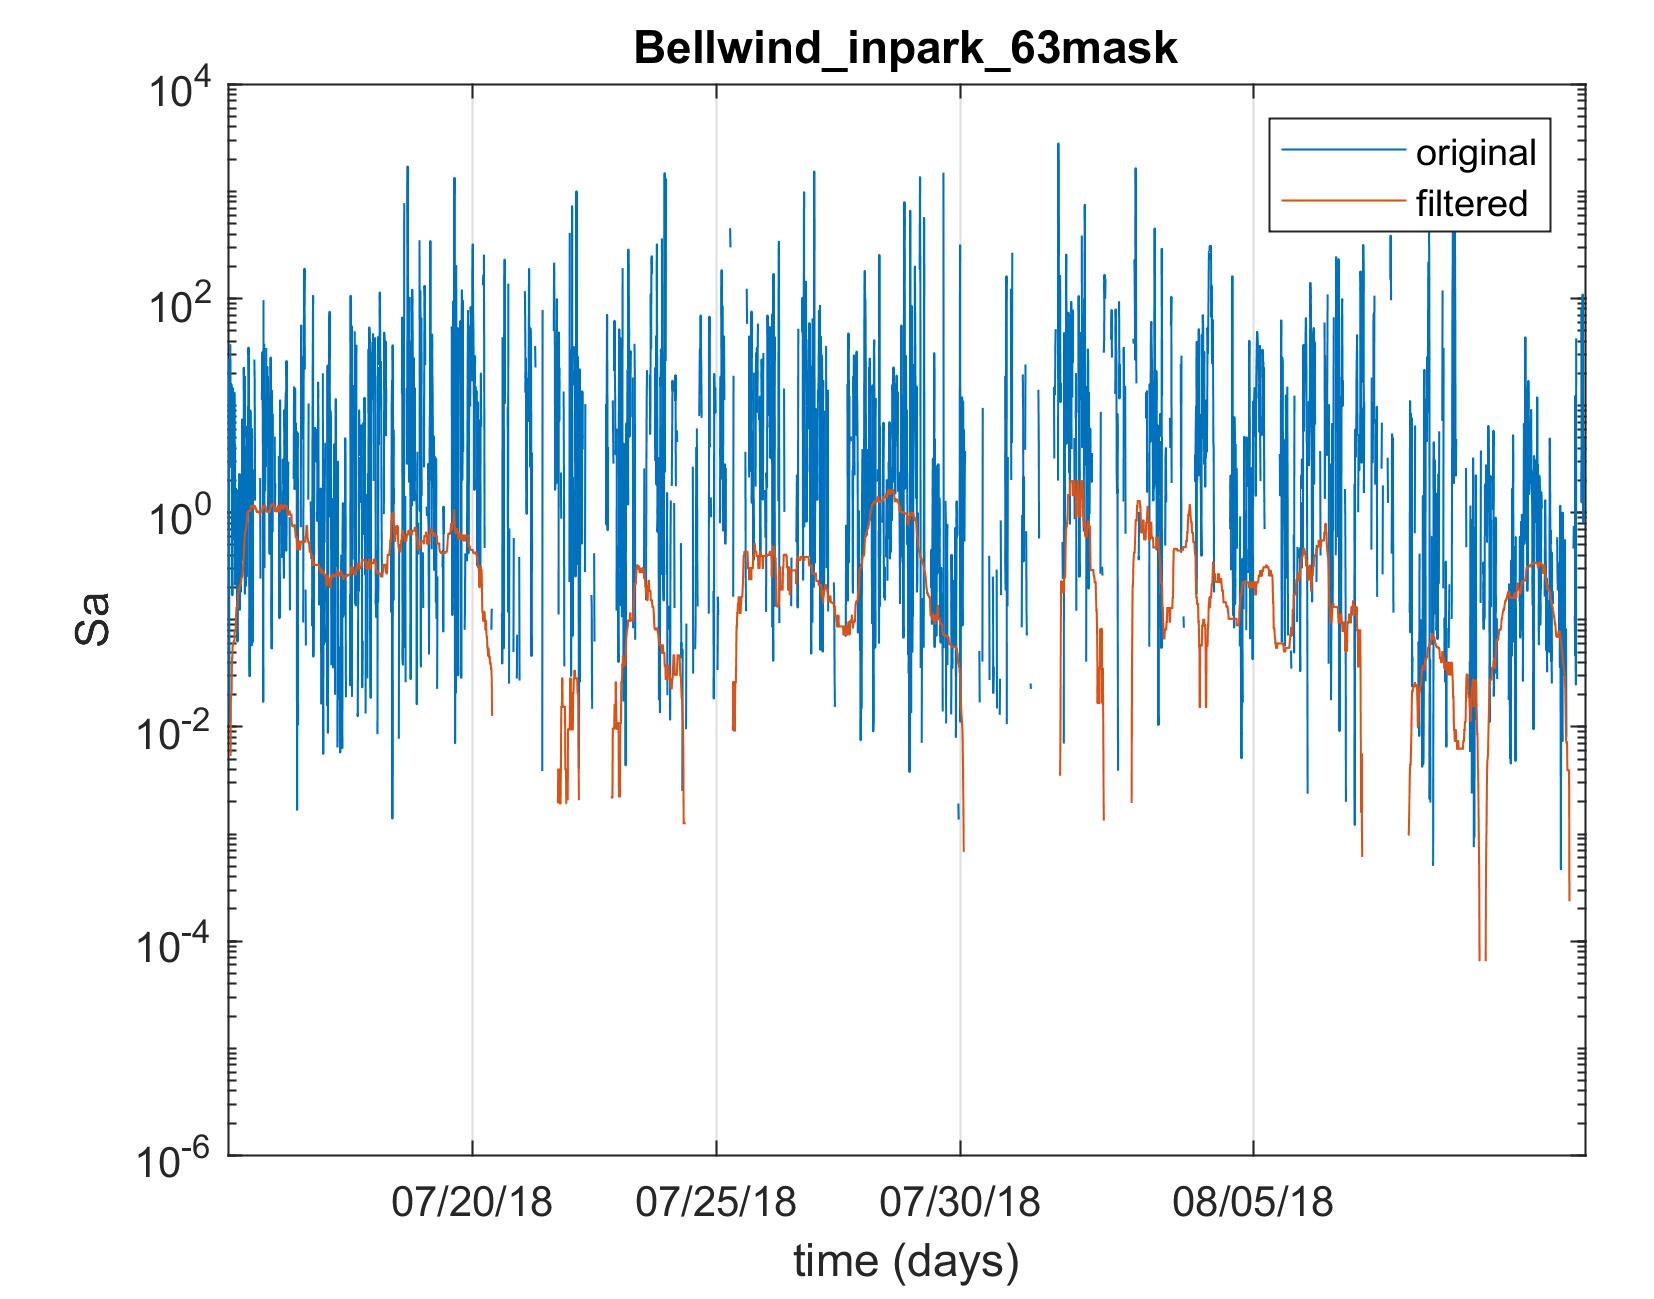 Bellwind_inpark_63mask
10^4
10^2
10^0
10^-2
10^-4
10^-6
Sa
original
filtered
07/20/18 07/25/18 07/30/18 08/05/18
time (days)